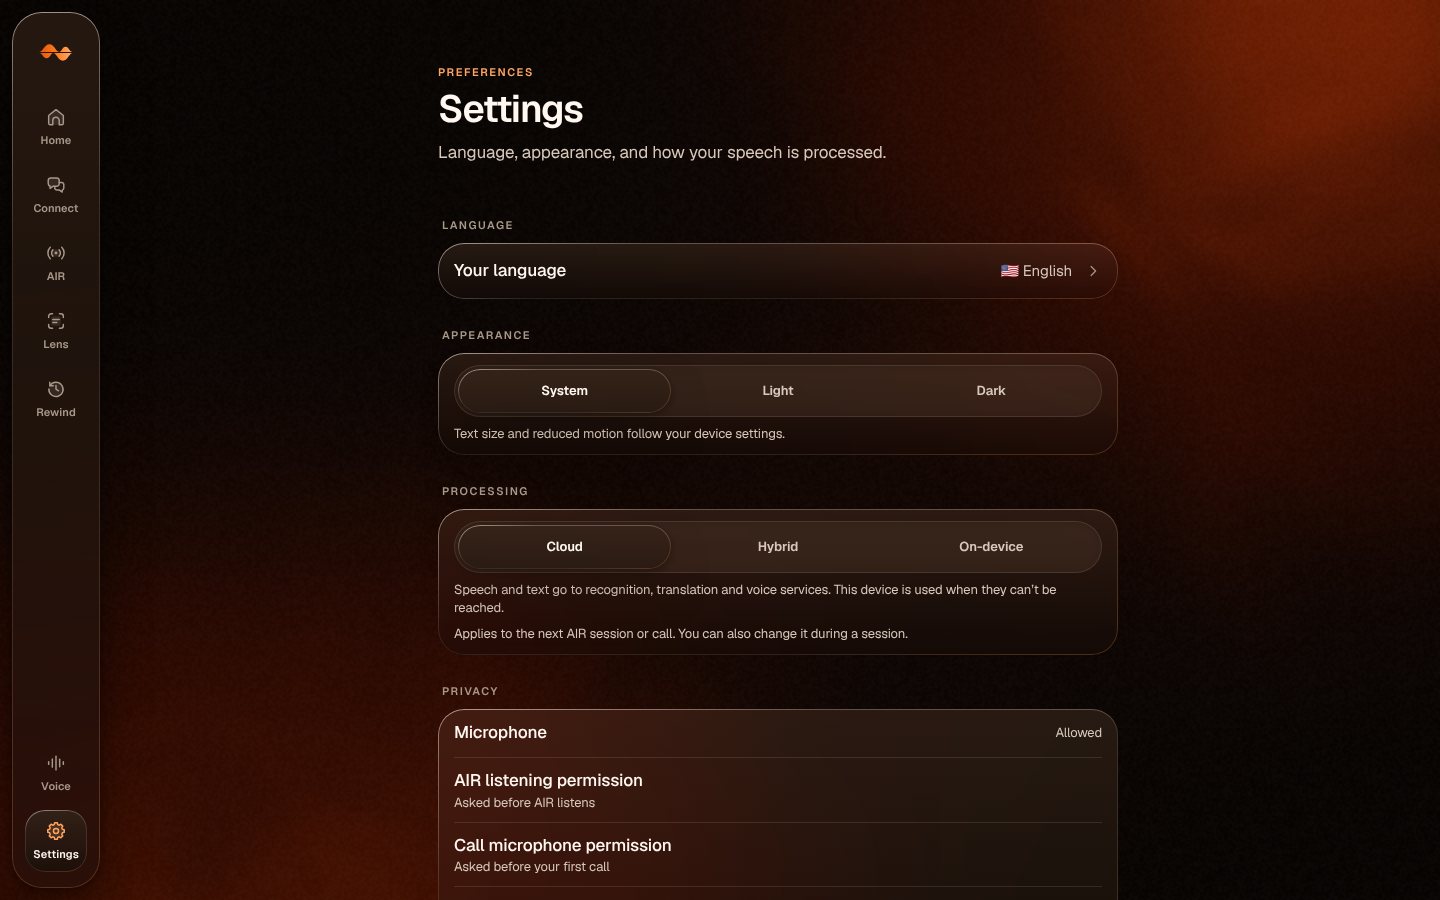 Home
Connect
AIR
Lens
Rewind
Voice
Settings
PREFERENCES
Settings
Language, appearance, and how your speech is processed.
LANGUAGE
Your language
English
APPEARANCE
System
Light
Dark
Text size and reduced motion follow your device settings.
PROCESSING
Cloud
Hybrid
On-device
Speech and text go to recognition, translation and voice services. This device is used when they can't be
reached.
Applies to the next AIR session or call. You can also change it during a session.
PRIVACY
Microphone
Allowed
AIR listening permission
Asked before AIR listens
Call microphone permission
Asked before your first call